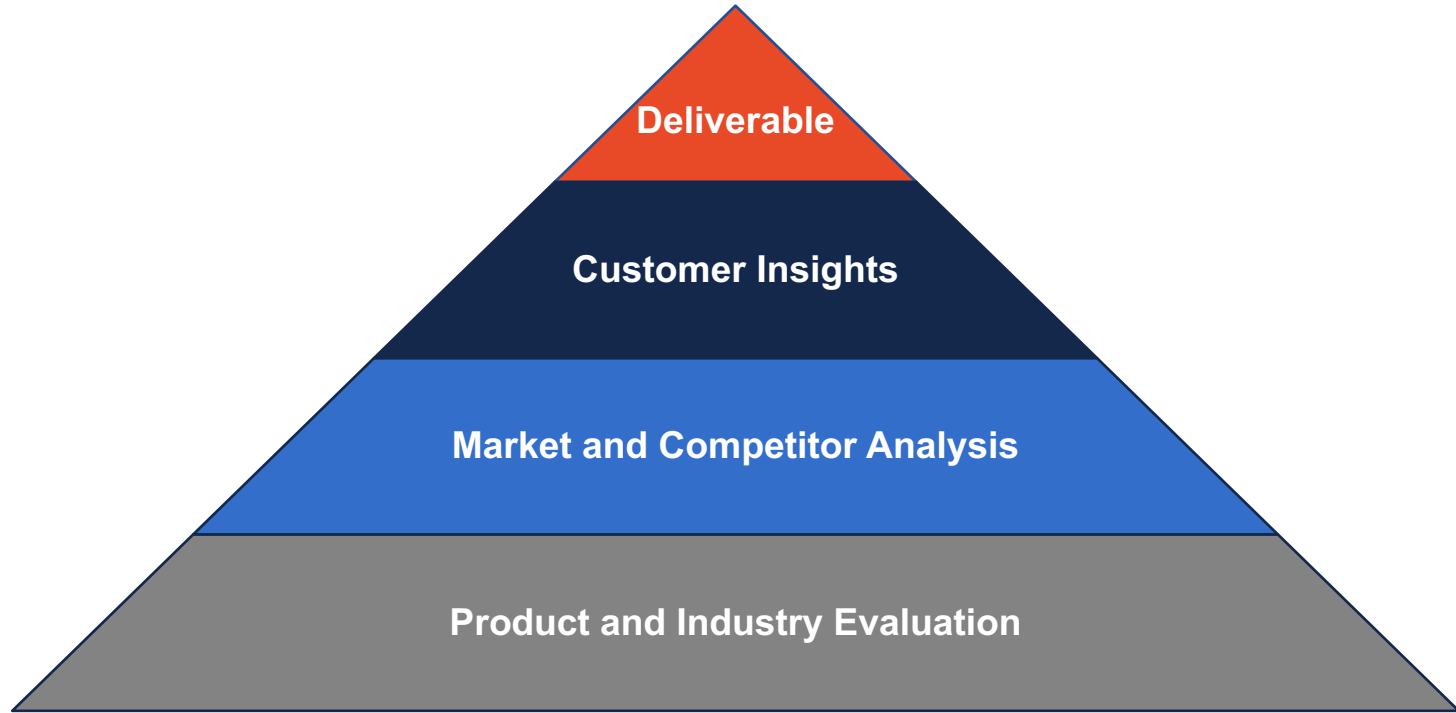 Deliverable
Customer Insights
Market and Competitor Analysis
Product and Industry Evaluation